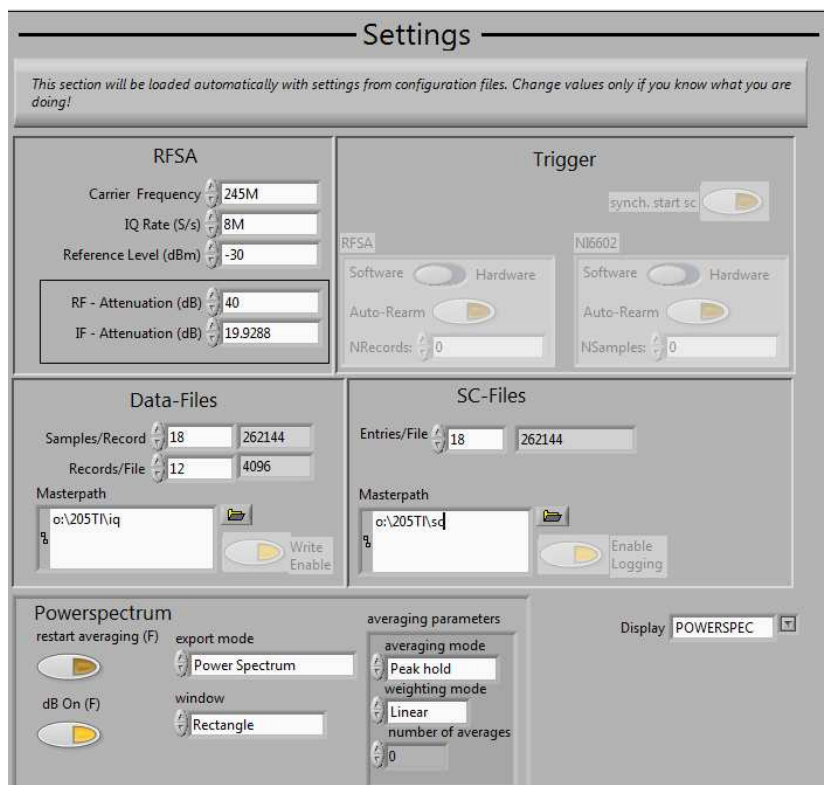 Settings
This section will be loaded automatically with settings from configuration files. Change values only if you know what you are
doing!
RFSA
Carrier Frequency 245M
IQ Rate (S/s) 8M
Reference Level (dBm) -30
RF - Attenuation (dB) 40
IF - Attenuation (dB) 19.9288
Trigger
synch. start sc
RFSA
Software Hardware
Auto-Rearm
NRecords: 0
NI6602
Software Hardware
Auto-Rearm
NSamples: 0
Data-Files
Samples/Record 18 262144
Records/File 12 4096
Masterpath
o:\205TI\iq
Write
Enable
SC-Files
Entries/File 18 262144
Masterpath
o:\205TI\sc
Enable
Logging
Powerspectrum
restart averaging (F)
dB On (F)
export mode
Power Spectrum
window
Rectangle
averaging parameters
averaging mode
Peak hold
weighting mode
Linear
number of averages
0
Display POWERSPEC